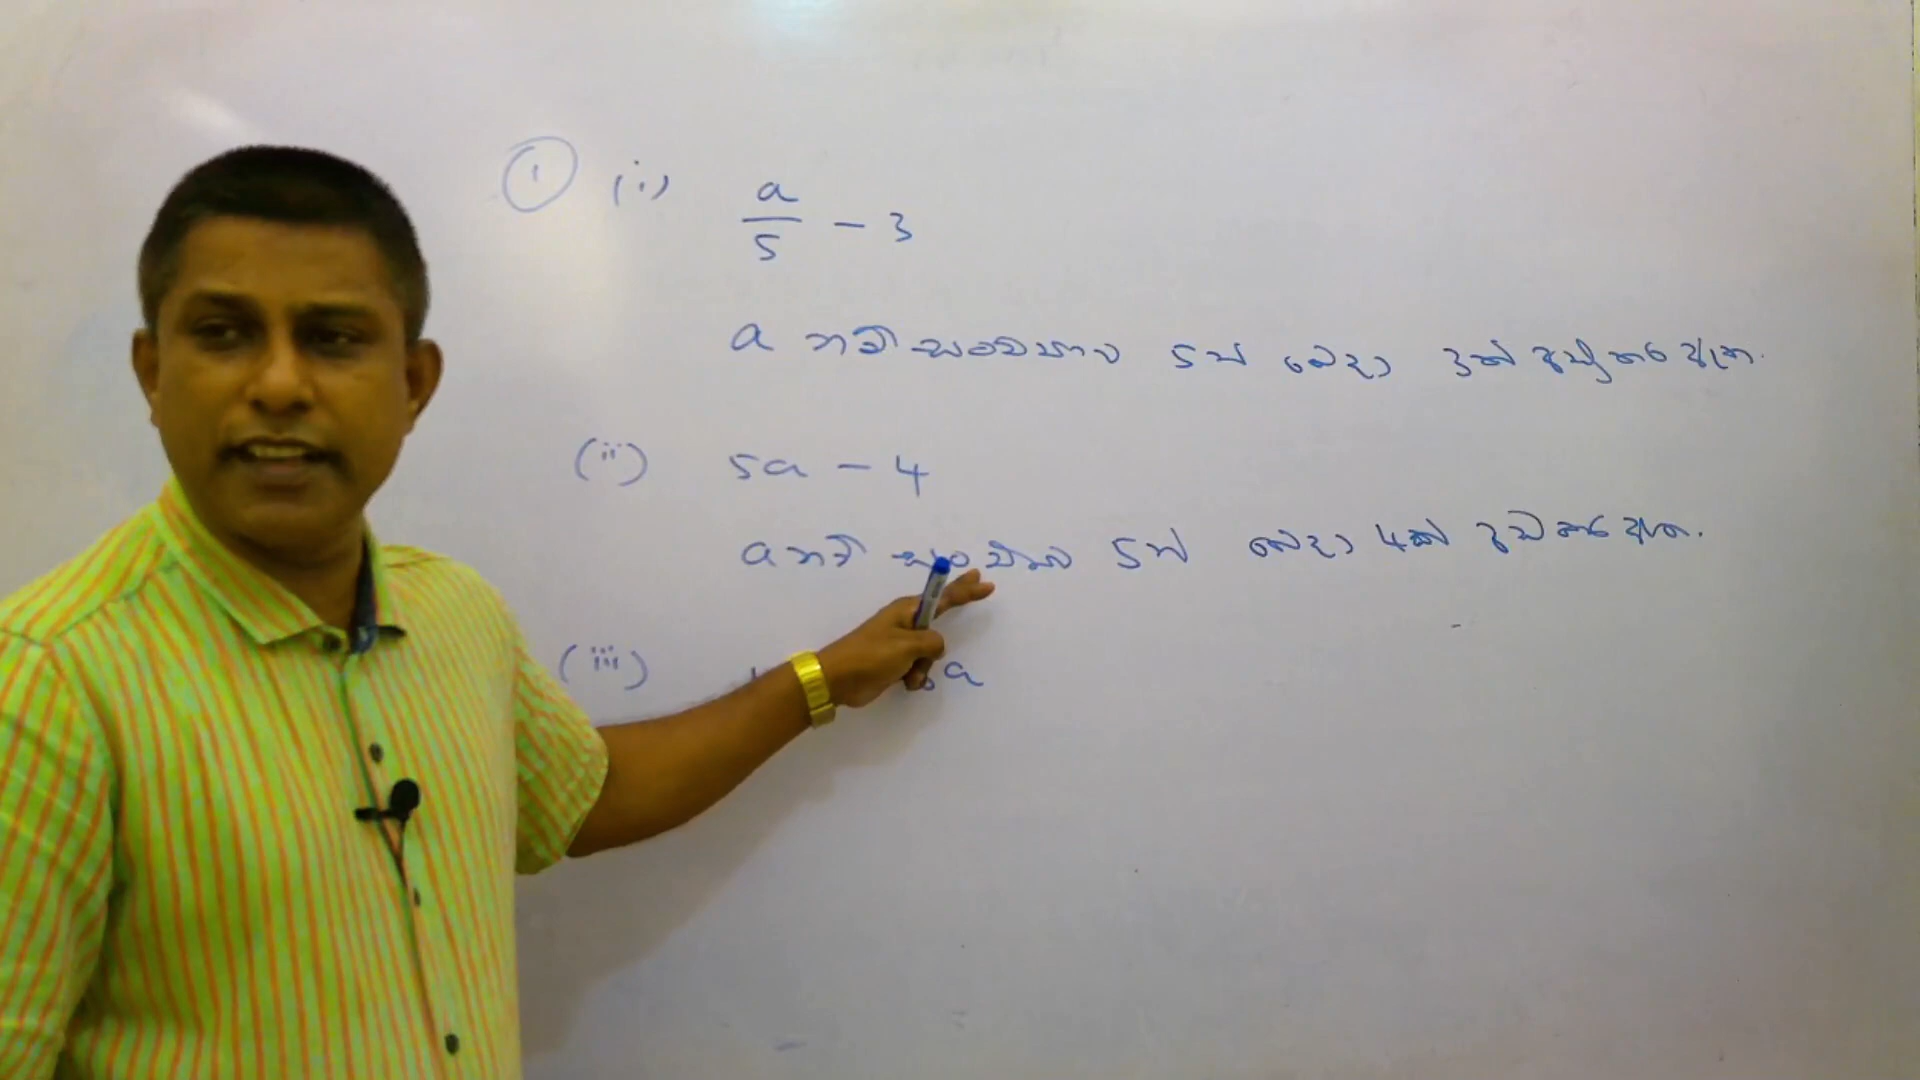 ① (i) a/5 - 3
a නම් සංඛ්‍යාව 5න් බෙදා 3ක් අඩුකර ඇත.
(ii) 5a - 4
a නම් සංඛ්‍යාව 5න් බෙදා 4ක් අඩු කර ඇත.
(iii) a